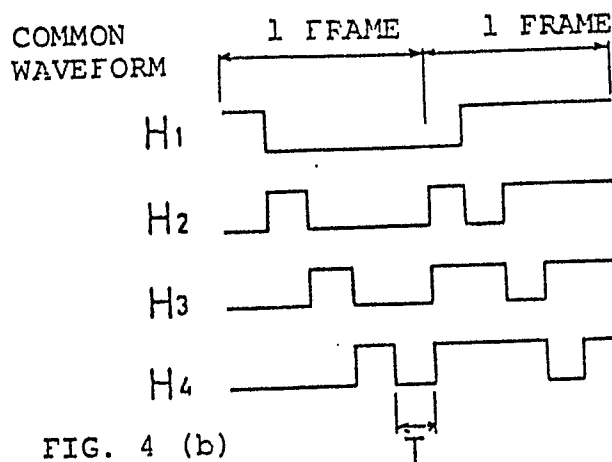 COMMON
WAVEFORM
1 FRAME
1 FRAME
H1
H2
H3
H4
T
FIG. 4 (b)